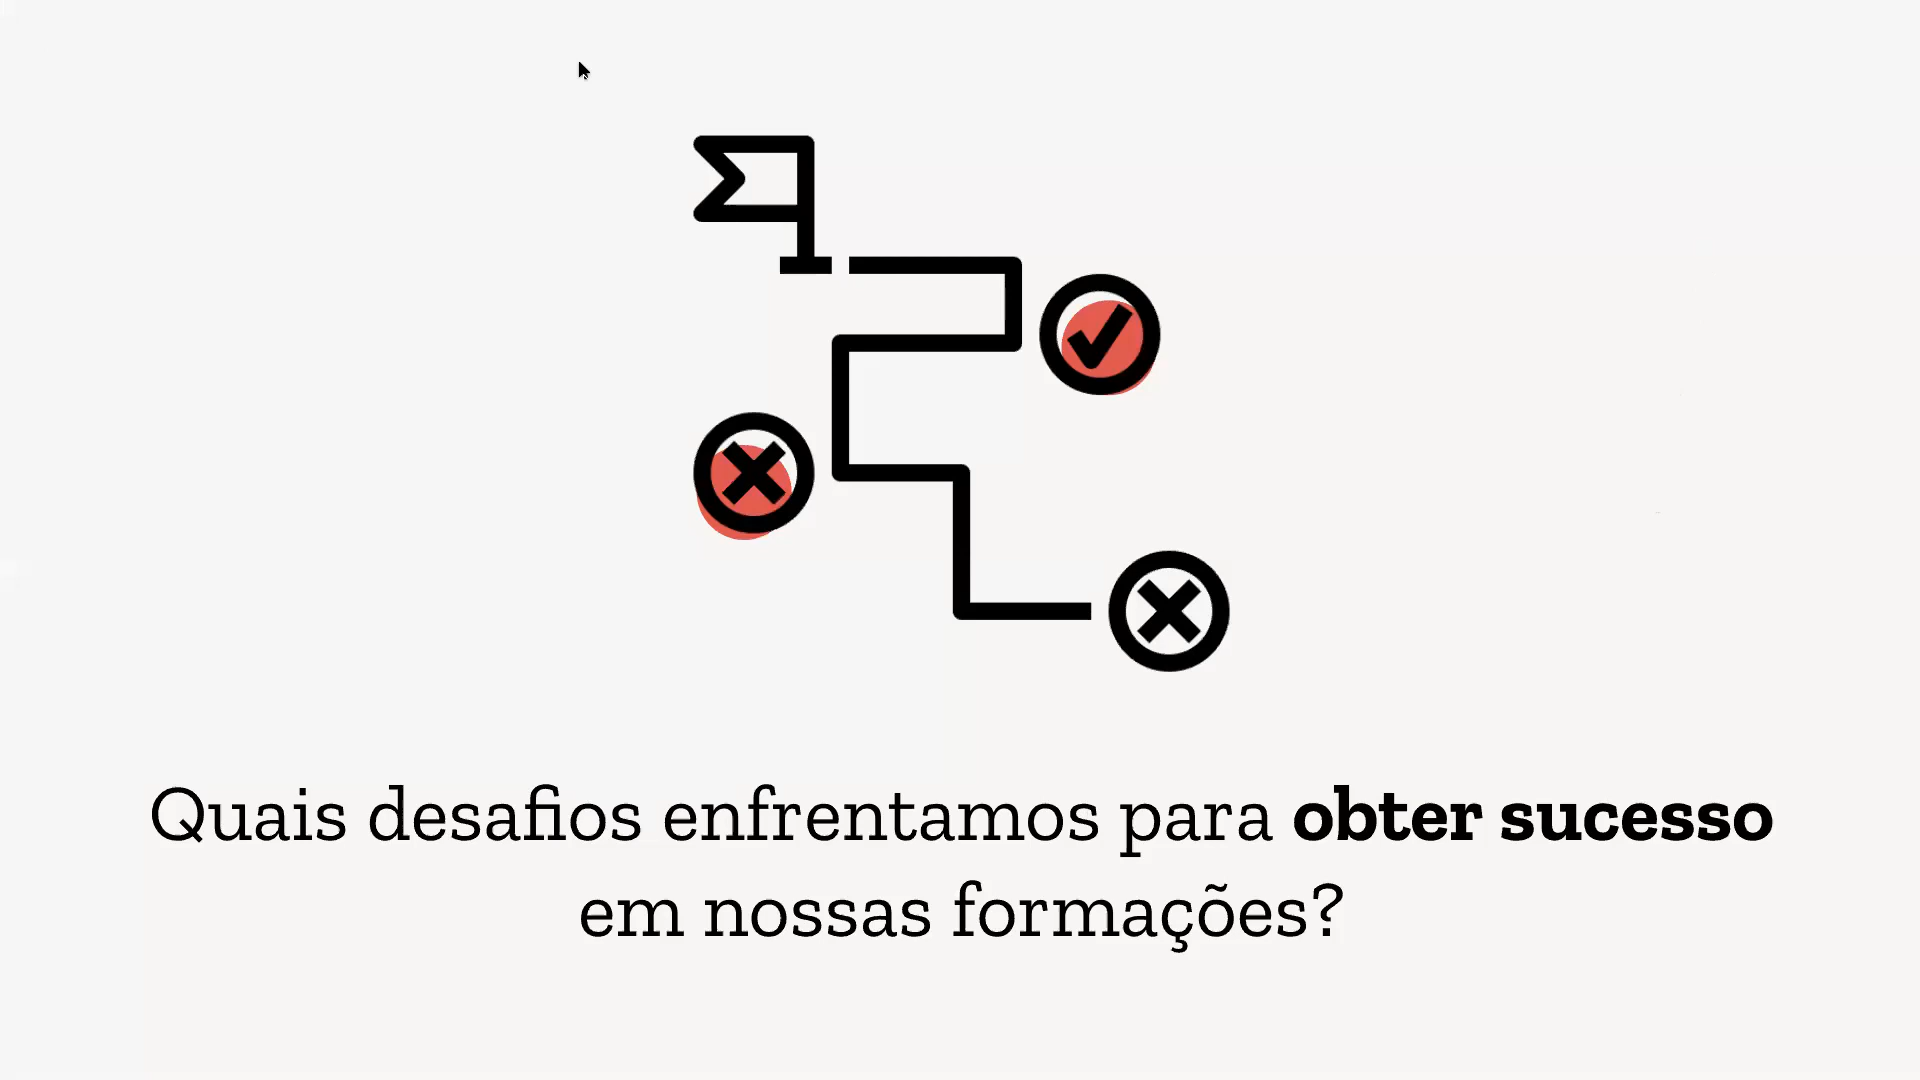 Quais desafios enfrentamos para obter sucesso
em nossas formações?